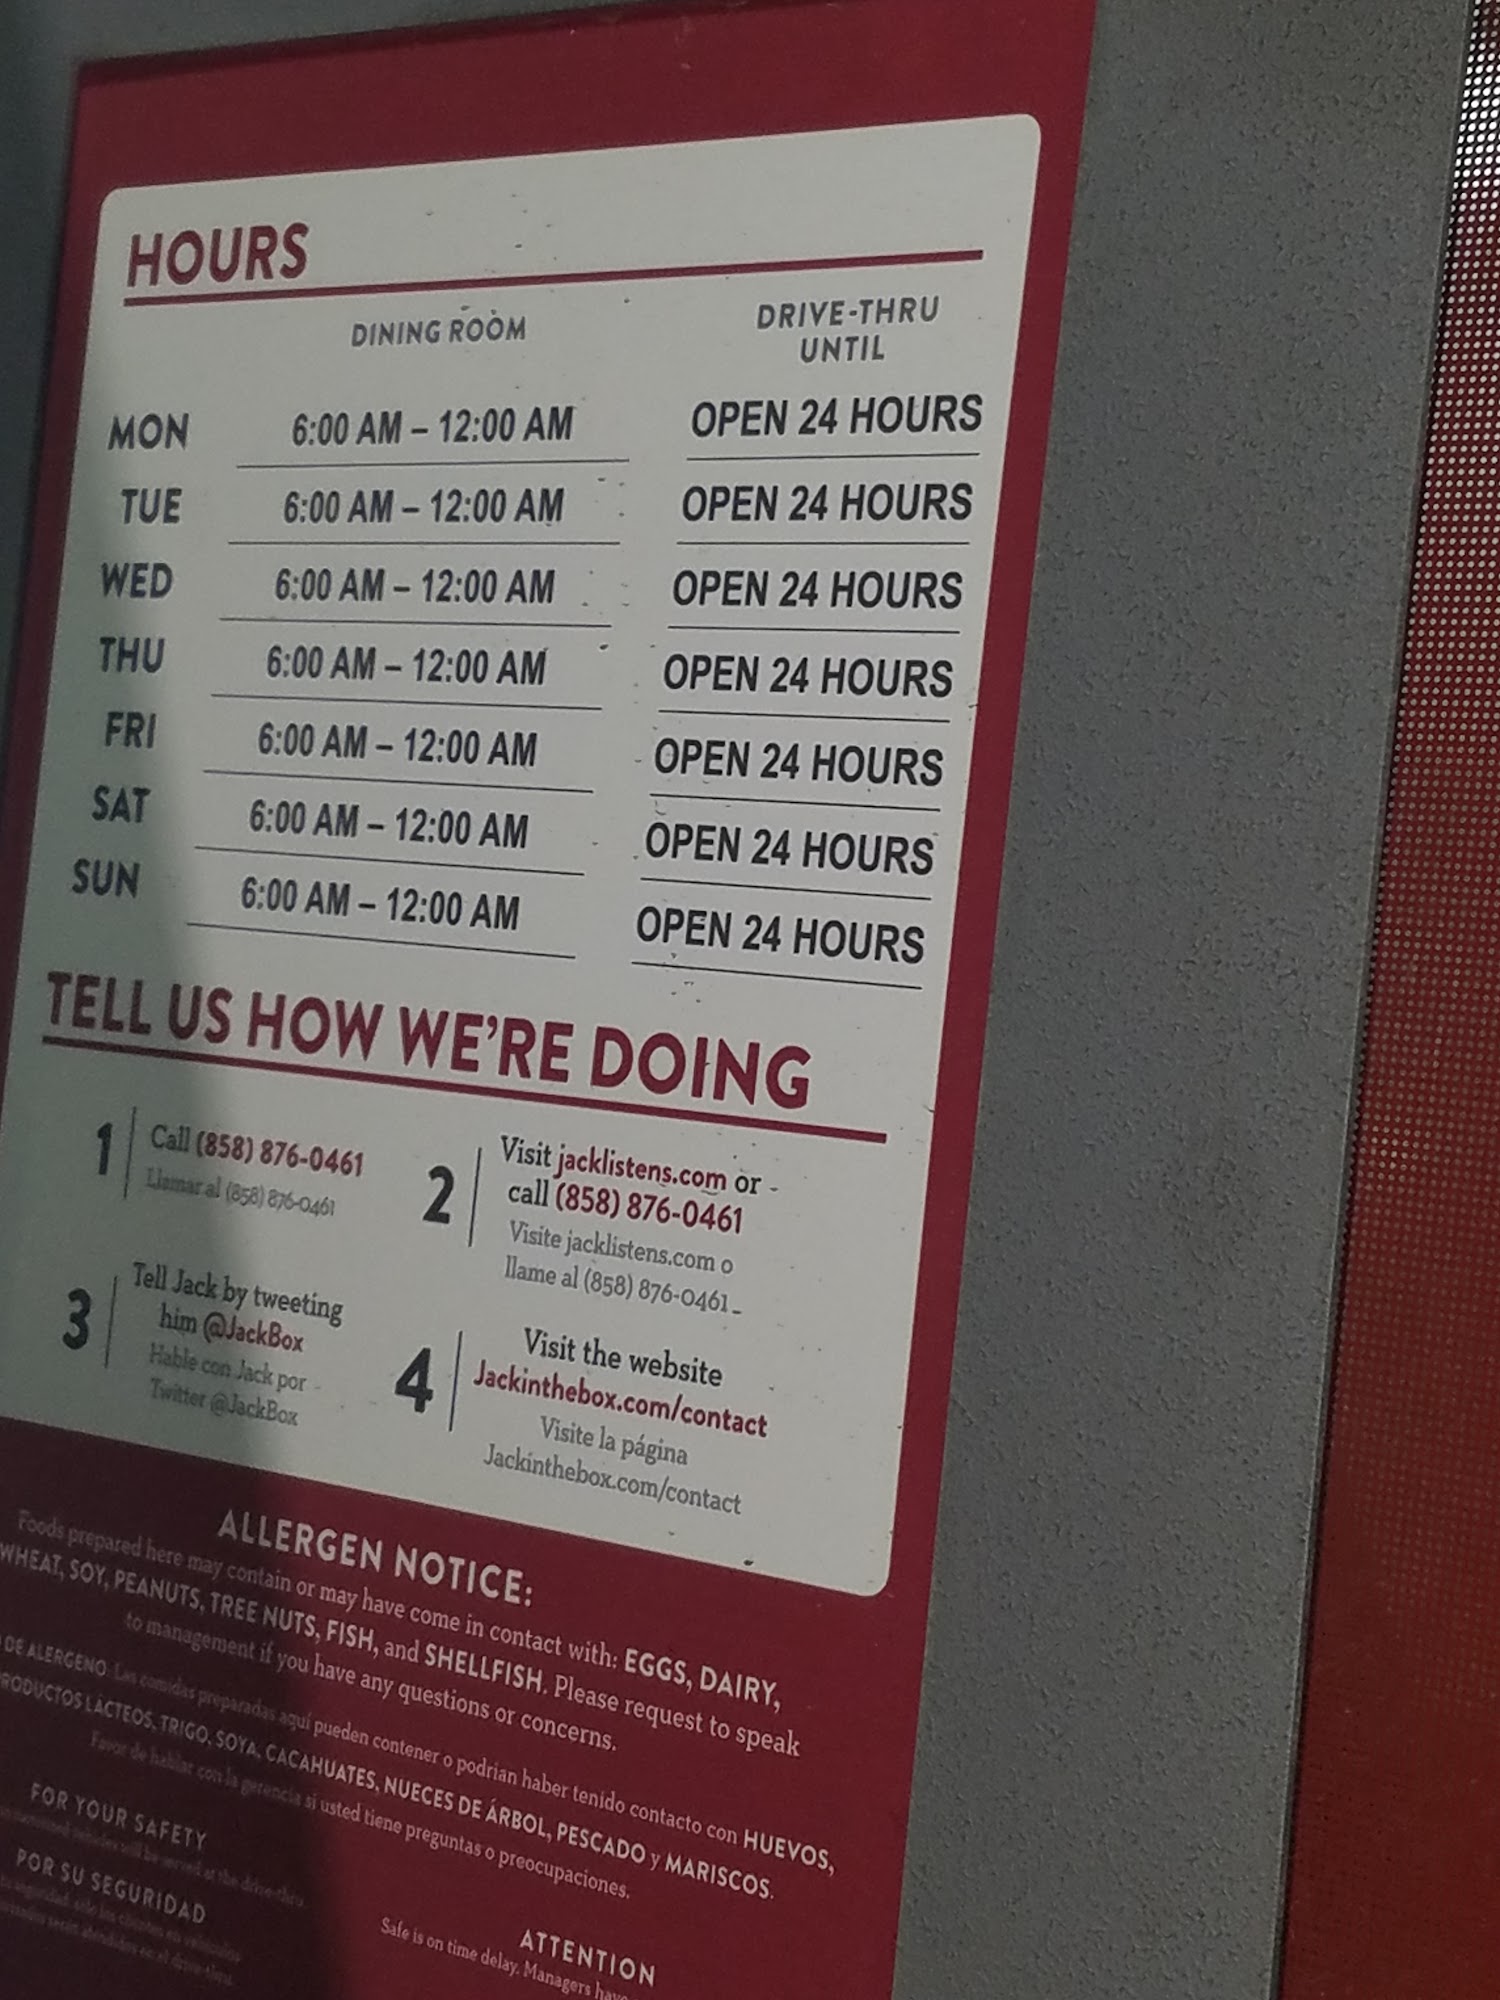 HOURS
DINING ROOM
DRIVE-THRU
UNTIL
MON 6:00 AM – 12:00 AM OPEN 24 HOURS
TUE 6:00 AM – 12:00 AM OPEN 24 HOURS
WED 6:00 AM – 12:00 AM OPEN 24 HOURS
THU 6:00 AM – 12:00 AM OPEN 24 HOURS
FRI 6:00 AM – 12:00 AM OPEN 24 HOURS
SAT 6:00 AM – 12:00 AM OPEN 24 HOURS
SUN 6:00 AM – 12:00 AM OPEN 24 HOURS
TELL US HOW WE'RE DOING
1
Call (858) 876-0461
Llamar al (858) 876-0461
2
Visit jacklistens.com or
call (858) 876-0461
Visite jacklistens.com o
llame al (858) 876-0461
3
Tell Jack by tweeting
him @JackBox
Hable con Jack por
Twitter @JackBox
4
Visit the website
Jackinthebox.com/contact
Visite la página
Jackinthebox.com/contact
ALLERGEN NOTICE:
Foods prepared here may contain or may have come in contact with: EGGS, DAIRY,
WHEAT, SOY, PEANUTS, TREE NUTS, FISH, and SHELLFISH. Please request to speak
to management if you have any questions or concerns.
DE ALERGENO: Las comidas preparadas aquí pueden contener o podrian haber tenido contacto con HUEVOS,
PRODUCTOS LÁCTEOS, TRIGO, SOYA, CACAHUATES, NUECES DE ÁRBOL, PESCADO y MARISCOS.
Favor de hablar con la gerencia si usted tiene preguntas o preocupaciones.
FOR YOUR SAFETY
will be served at the drive-thru
POR SU SEGURIDAD
ATTENTION
Safe is on time delay. Managers have